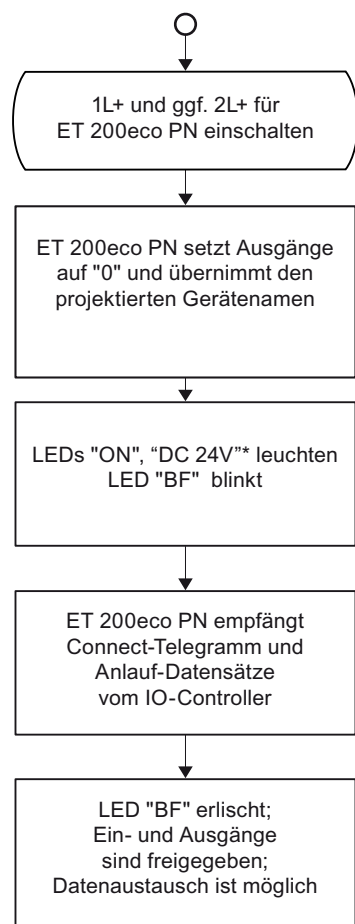 1L+ und ggf. 2L+ für
ET 200eco PN einschalten
ET 200eco PN setzt Ausgänge
auf "0" und übernimmt den
projektierten Gerätenamen
LEDs "ON", “DC 24V”* leuchten
LED "BF" blinkt
ET 200eco PN empfängt
Connect-Telegramm und
Anlauf-Datensätze
vom IO-Controller
LED "BF" erlischt;
Ein- und Ausgänge
sind freigegeben;
Datenaustausch ist möglich